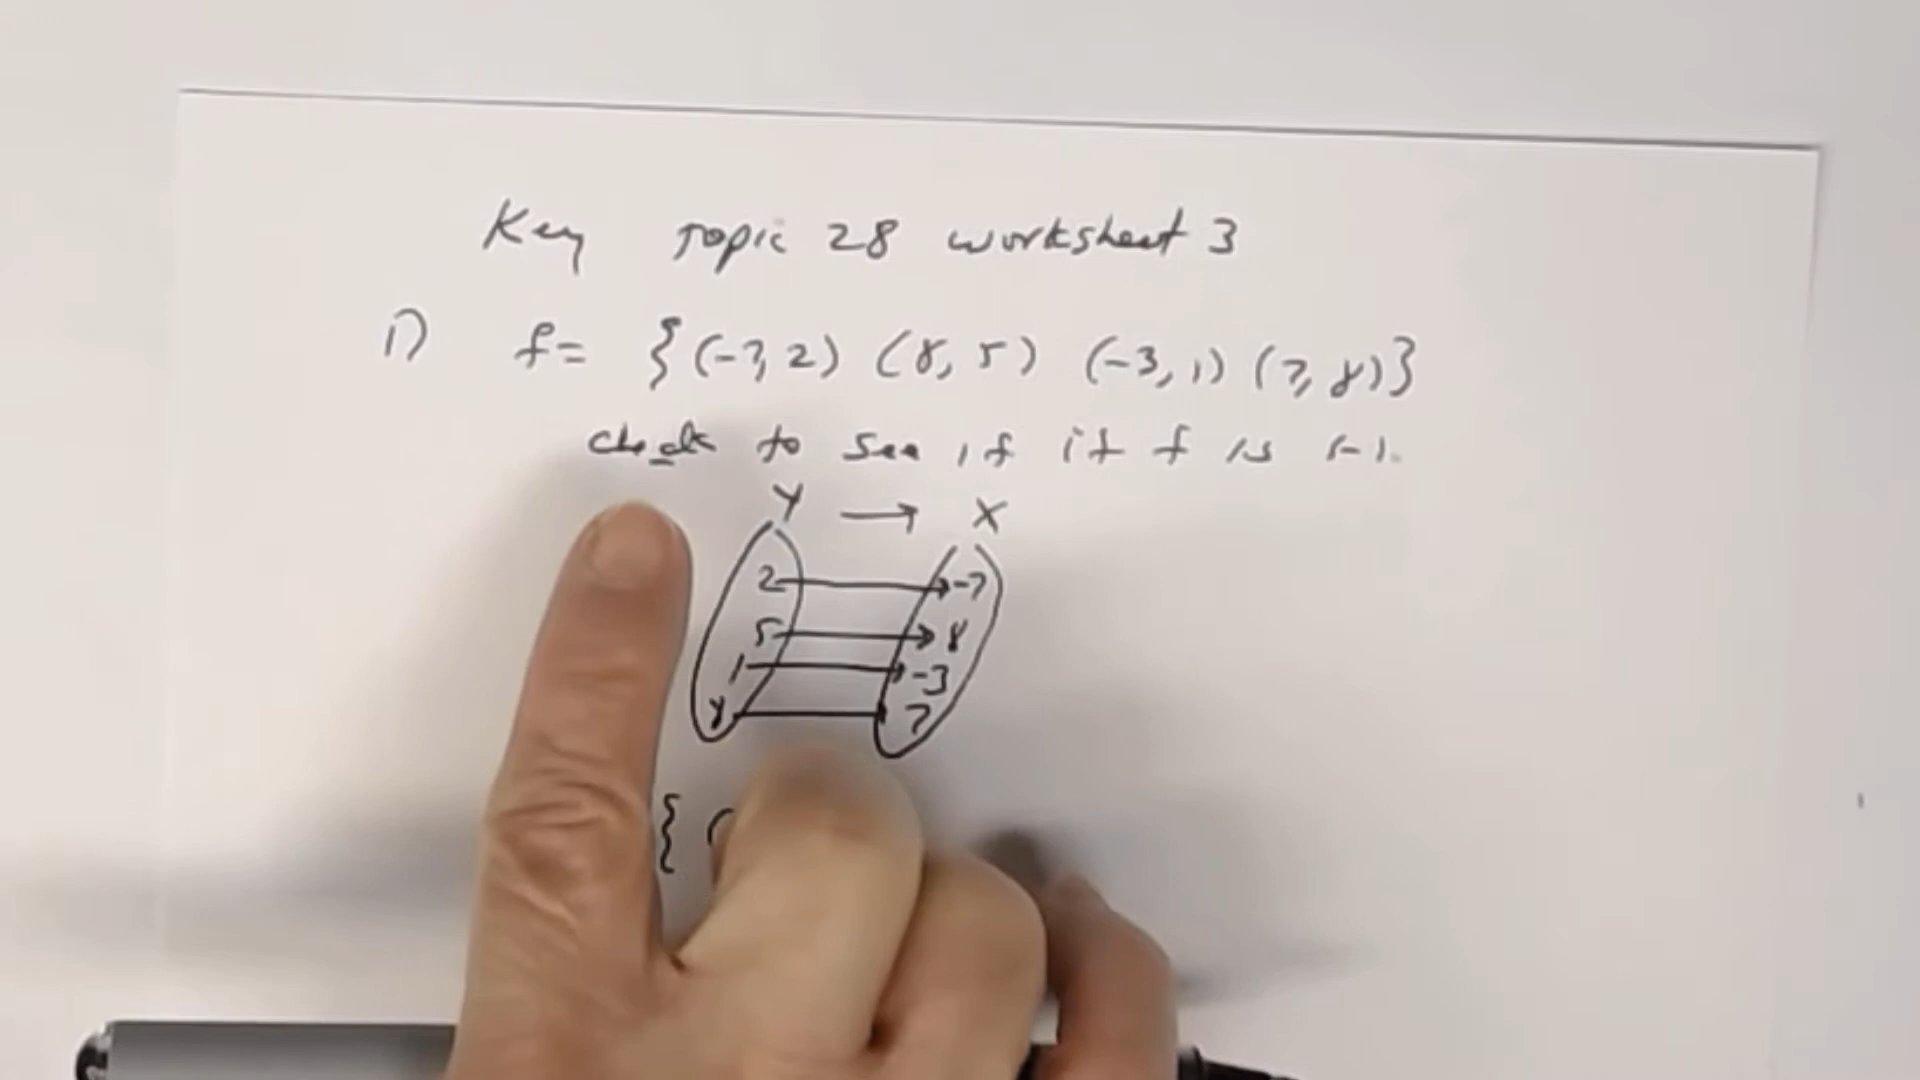 Key Topic 28 worksheet 3
1) f= {(-7,2) (8,5) (-3,1) (7,8)}
check to see if it f is 1-1.
Y → X
2 → -7
5 → 8
1 → -3
8 → 7
{ (